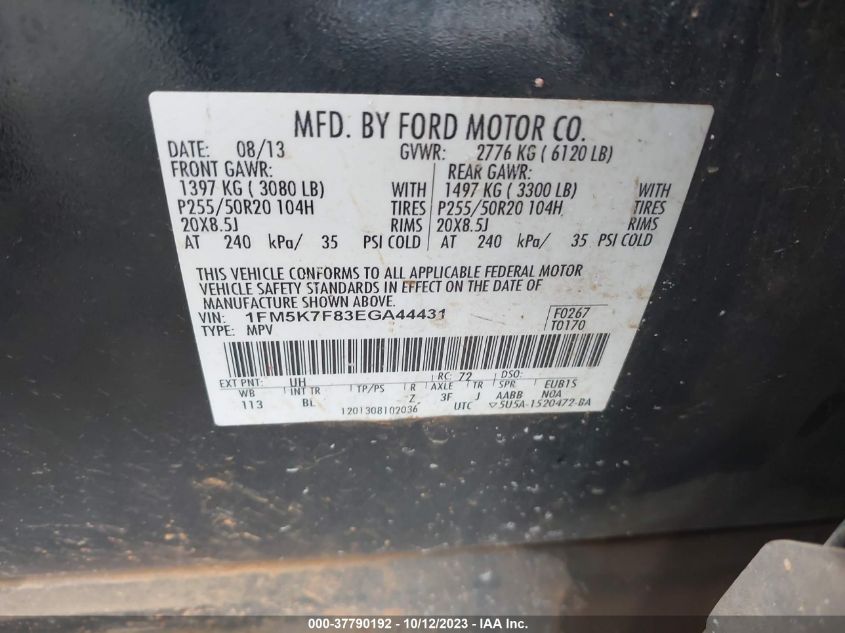 MFD. BY FORD MOTOR CO.
DATE: 08/13 GVWR: 2776 KG ( 6120 LB)
FRONT GAWR: REAR GAWR:
1397 KG ( 3080 LB) WITH 1497 KG ( 3300 LB) WITH
P255/50R20 104H TIRES P255/50R20 104H TIRES
20X8.5J RIMS 20X8.5J RIMS
AT 240 kPa/ 35 PSI COLD AT 240 kPa/ 35 PSI COLD
THIS VEHICLE CONFORMS TO ALL APPLICABLE FEDERAL MOTOR
VEHICLE SAFETY STANDARDS IN EFFECT ON THE DATE OF
MANUFACTURE SHOWN ABOVE.
VIN: 1FM5K7F83EGA44431 F0267
TYPE: MPV T0170
EXT PNT: UH RC: 72 DSO:
WB INT TR TP/PS R AXLE TR SPR EUB1S
113 BL Z 3F J AABB NOA
1201308102036 UTC ▽5U5A-1520472-BA
000-37790192 - 10/12/2023 - IAA Inc.